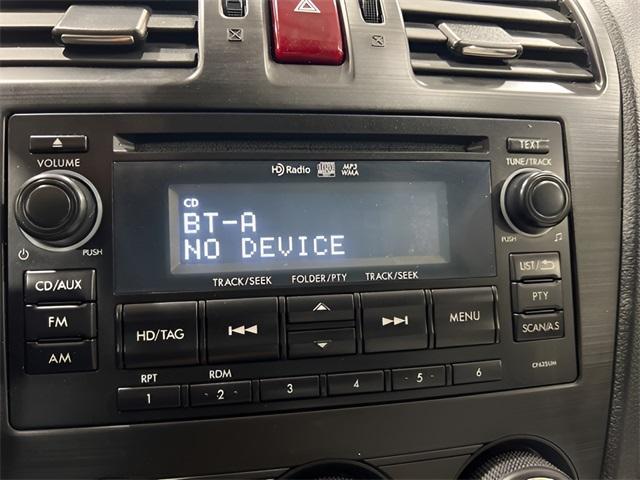 VOLUME
TEXT
TUNE/TRACK
HD Radio
MP3
WMA
CD
BT-A
NO DEVICE
PUSH
PUSH
TRACK/SEEK FOLDER/PTY TRACK/SEEK
CD/AUX
FM
AM
HD/TAG
MENU
LIST/
PTY
SCAN/A.S
RPT
RDM
1 2 3 4 5 6
CF625UM